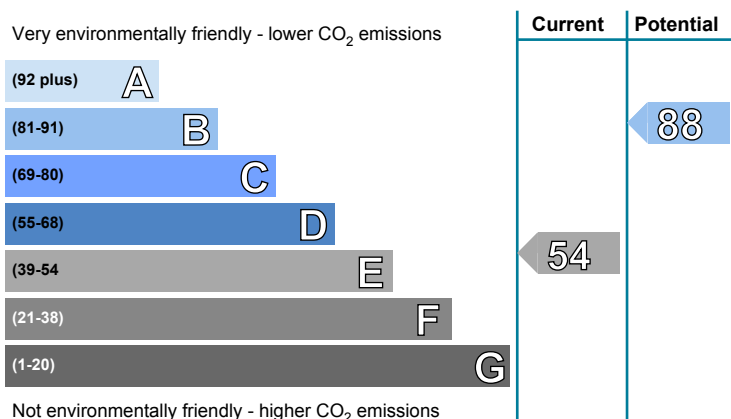 Very environmentally friendly - lower CO₂ emissions
Current Potential
(92 plus) A
(81-91) B
88
(69-80) C
(55-68) D
54
(39-54 E
(21-38) F
(1-20) G
Not environmentally friendly - higher CO₂ emissions